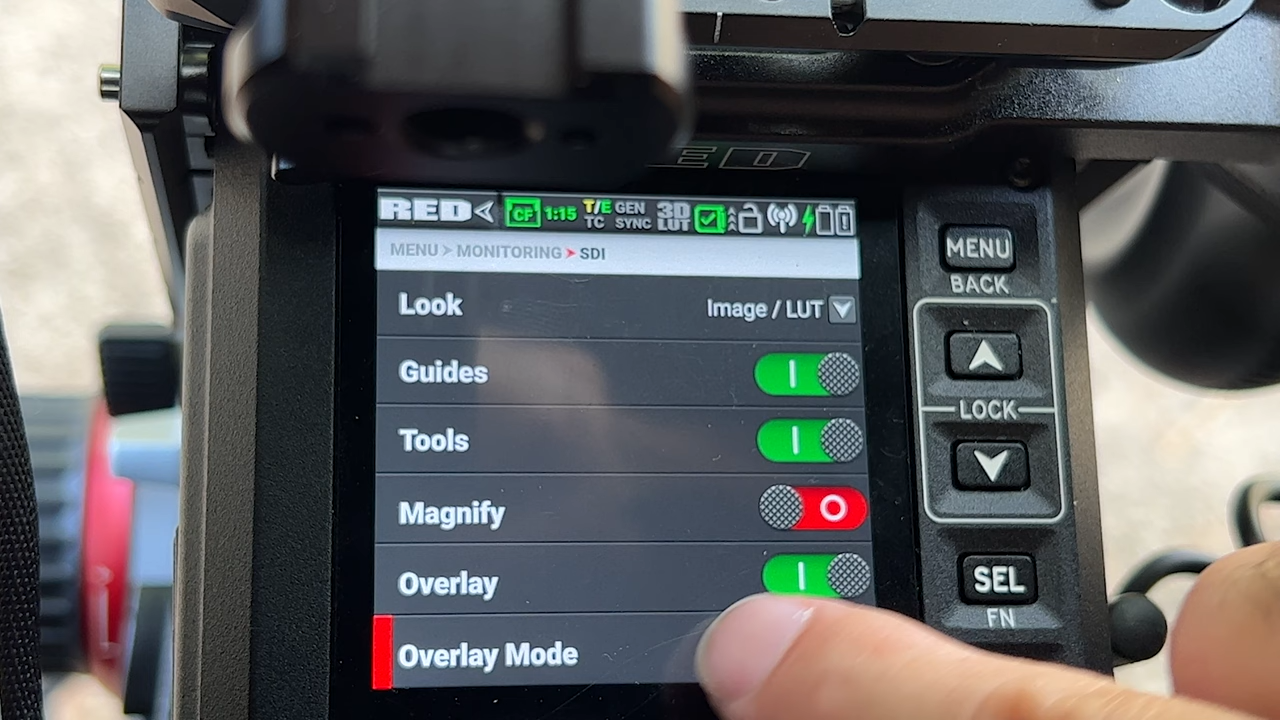 ED
RED CF 1:15 T/E TC GEN SYNC 3D LUT
MENU > MONITORING > SDI
Look Image / LUT
Guides
Tools
Magnify
Overlay
Overlay Mode
MENU
BACK
LOCK
SEL
FN